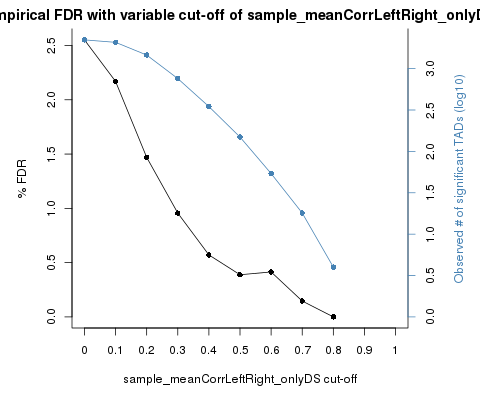 mpirical FDR with variable cut-off of sample_meanCorrLeftRight_onlyD
% FDR
0.0 0.5 1.0 1.5 2.0 2.5
0.0 0.5 1.0 1.5 2.0 2.5 3.0
Observed # of significant TADs (log10)
0 0.1 0.2 0.3 0.4 0.5 0.6 0.7 0.8 0.9 1
sample_meanCorrLeftRight_onlyDS cut-off